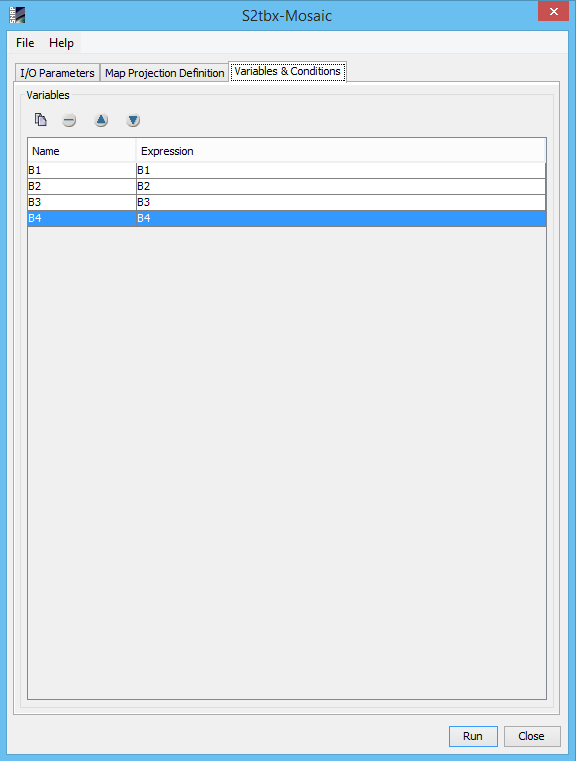 SNAP
S2tbx-Mosaic
File Help
I/O Parameters Map Projection Definition Variables & Conditions
Variables
Name Expression
B1 B1
B2 B2
B3 B3
B4 B4
Run Close